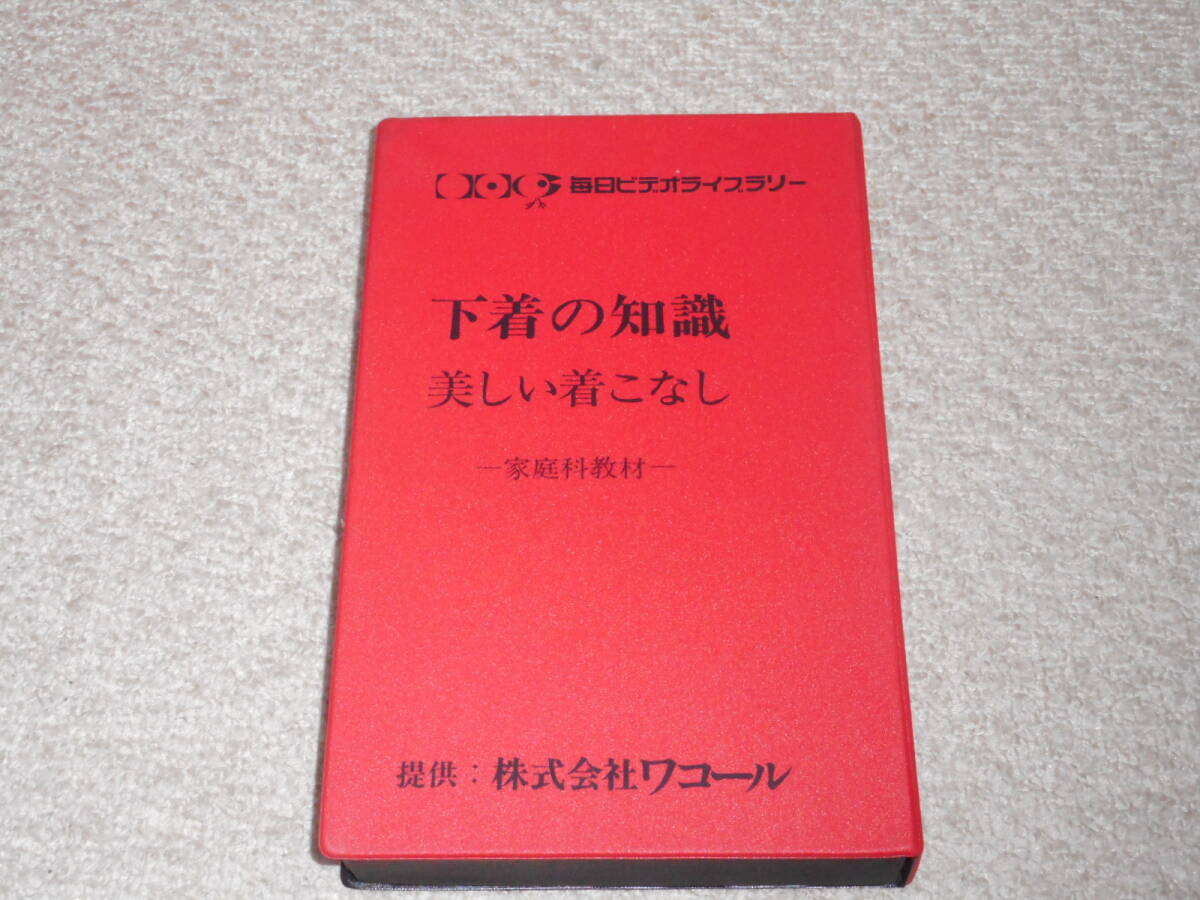 毎日ビデオライブラリー
下着の知識
美しい着こなし
―家庭科教材―
提供：株式会社ワコール